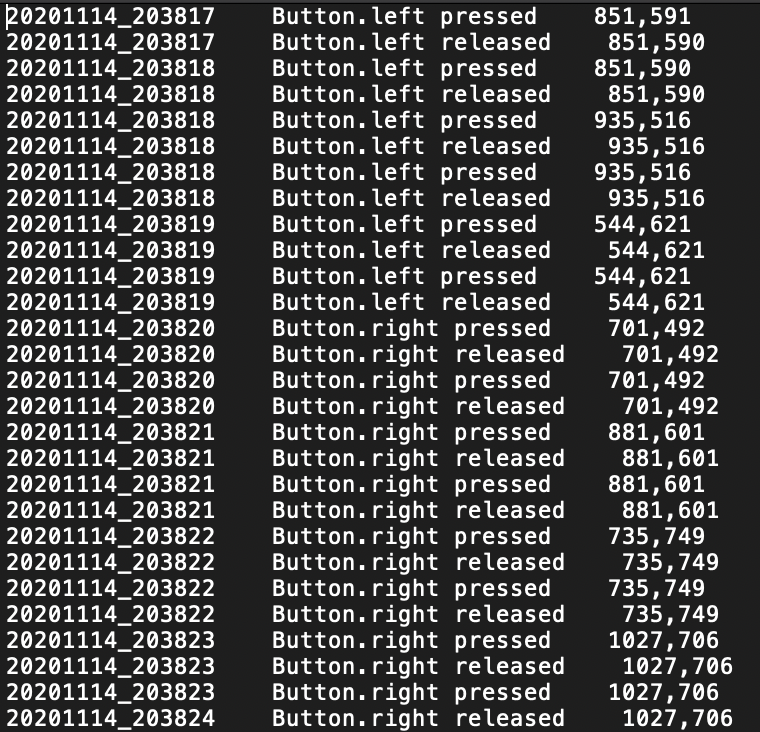 20201114_203817    Button.left pressed    851,591
20201114_203817    Button.left released    851,590
20201114_203818    Button.left pressed    851,590
20201114_203818    Button.left released    851,590
20201114_203818    Button.left pressed    935,516
20201114_203818    Button.left released    935,516
20201114_203818    Button.left pressed    935,516
20201114_203818    Button.left released    935,516
20201114_203819    Button.left pressed    544,621
20201114_203819    Button.left released    544,621
20201114_203819    Button.left pressed    544,621
20201114_203819    Button.left released    544,621
20201114_203820    Button.right pressed    701,492
20201114_203820    Button.right released    701,492
20201114_203820    Button.right pressed    701,492
20201114_203820    Button.right released    701,492
20201114_203821    Button.right pressed    881,601
20201114_203821    Button.right released    881,601
20201114_203821    Button.right pressed    881,601
20201114_203821    Button.right released    881,601
20201114_203822    Button.right pressed    735,749
20201114_203822    Button.right released    735,749
20201114_203822    Button.right pressed    735,749
20201114_203822    Button.right released    735,749
20201114_203823    Button.right pressed    1027,706
20201114_203823    Button.right released    1027,706
20201114_203823    Button.right pressed    1027,706
20201114_203824    Button.right released    1027,706